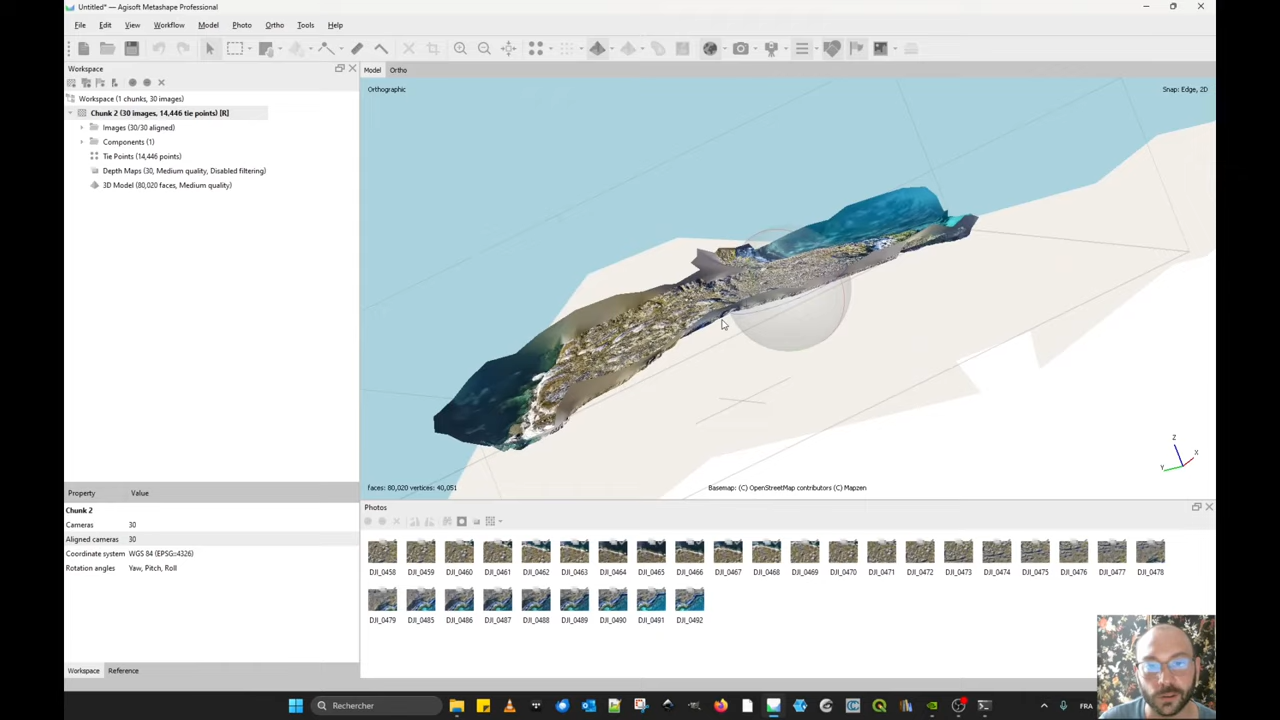 Untitled* — Agisoft Metashape Professional
File Edit View Workflow Model Photo Ortho Tools Help
Workspace
Model Ortho
Workspace (1 chunks, 30 images)
Chunk 2 (30 images, 14,446 tie points) [R]
Images (30/30 aligned)
Components (1)
Tie Points (14,446 points)
Depth Maps (30, Medium quality, Disabled filtering)
3D Model (80,020 faces, Medium quality)
Orthographic
Snap: Edge, 2D
Z
X
Y
faces: 80,020 vertices: 40,051
Basemap: (C) OpenStreetMap contributors (C) Mapzen
Property Value
Chunk 2
Cameras 30
Aligned cameras 30
Coordinate system WGS 84 (EPSG::4326)
Rotation angles Yaw, Pitch, Roll
Workspace Reference
Photos
DJI_0458 DJI_0459 DJI_0460 DJI_0461 DJI_0462 DJI_0463 DJI_0464 DJI_0465 DJI_0466 DJI_0467 DJI_0468 DJI_0469 DJI_0470 DJI_0471 DJI_0472 DJI_0473 DJI_0474 DJI_0475 DJI_0476 DJI_0477 DJI_0478
DJI_0479 DJI_0485 DJI_0486 DJI_0487 DJI_0488 DJI_0489 DJI_0490 DJI_0491 DJI_0492
Rechercher
FRA